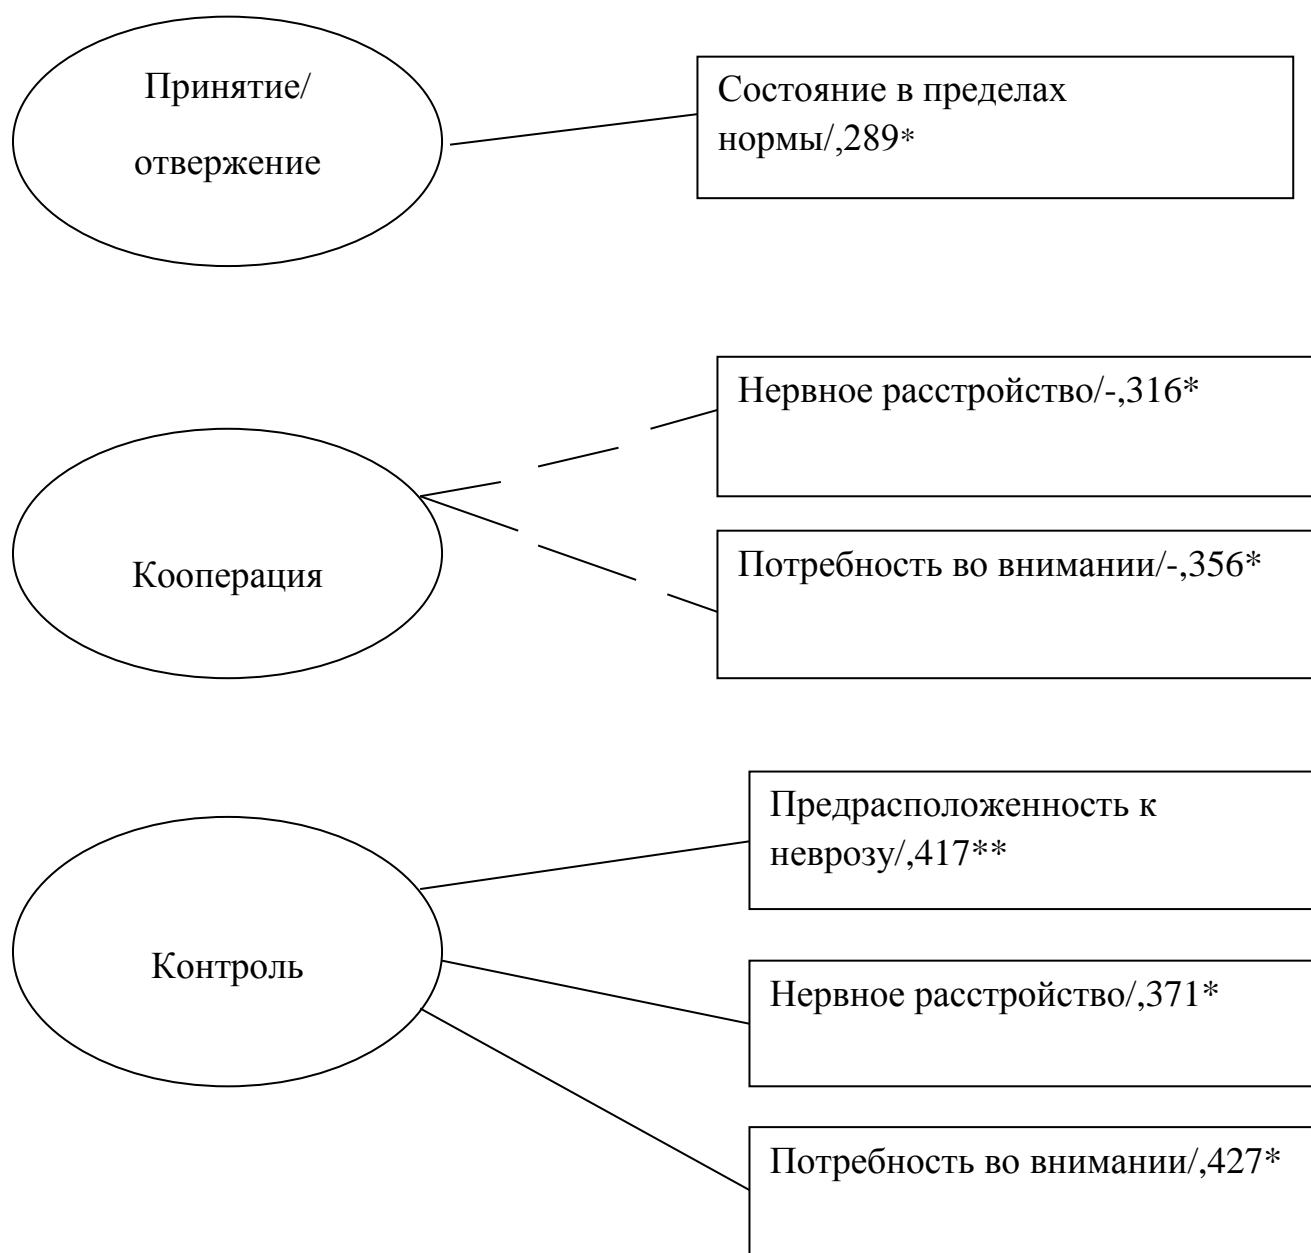 Принятие/
отвержение
Состояние в пределах
нормы/,289*
Нервное расстройство/-,316*
Кооперация
Потребность во внимании/-,356*
Предрасположенность к
неврозу/,417**
Контроль
Нервное расстройство/,371*
Потребность во внимании/,427*